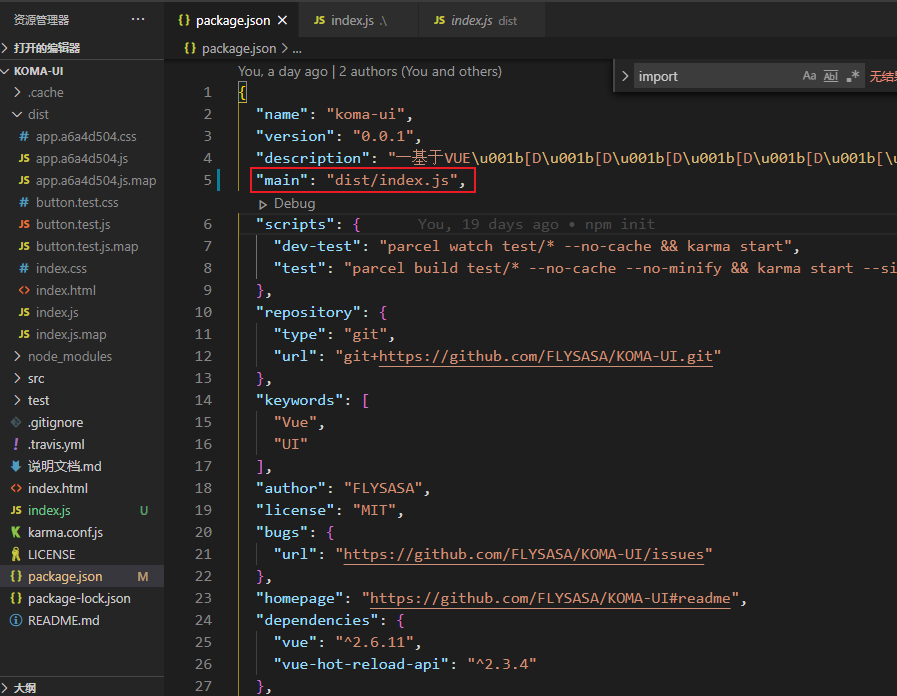 资源管理器 ···
打开的编辑器
KOMA-UI
.cache
dist
# app.a6a4d504.css
JS app.a6a4d504.js
JS app.a6a4d504.js.map
# button.test.css
JS button.test.js
JS button.test.js.map
# index.css
<> index.html
JS index.js
JS index.js.map
node_modules
src
test
.gitignore
! .travis.yml
说明文档.md
<> index.html
JS index.js U
K karma.conf.js
LICENSE
{} package.json M
{} package-lock.json
README.md
大纲
{} package.json × JS index.js .\ JS index.js dist
{} package.json > ...
import Aa Abl .* 无结
You, a day ago | 2 authors (You and others)
1 {
2 "name": "koma-ui",
3 "version": "0.0.1",
4 "description": "一基于VUE\u001b[D\u001b[D\u001b[D\u001b[D\u001b[D\u001b[\u
5 "main": "dist/index.js",
Debug
6 "scripts": { You, 19 days ago • npm init
7 "dev-test": "parcel watch test/* --no-cache && karma start",
8 "test": "parcel build test/* --no-cache --no-minify && karma start --si
9 },
10 "repository": {
11 "type": "git",
12 "url": "git+https://github.com/FLYSASA/KOMA-UI.git"
13 },
14 "keywords": [
15 "Vue",
16 "UI"
17 ],
18 "author": "FLYSASA",
19 "license": "MIT",
20 "bugs": {
21 "url": "https://github.com/FLYSASA/KOMA-UI/issues"
22 },
23 "homepage": "https://github.com/FLYSASA/KOMA-UI#readme",
24 "dependencies": {
25 "vue": "^2.6.11",
26 "vue-hot-reload-api": "^2.3.4"
27 },